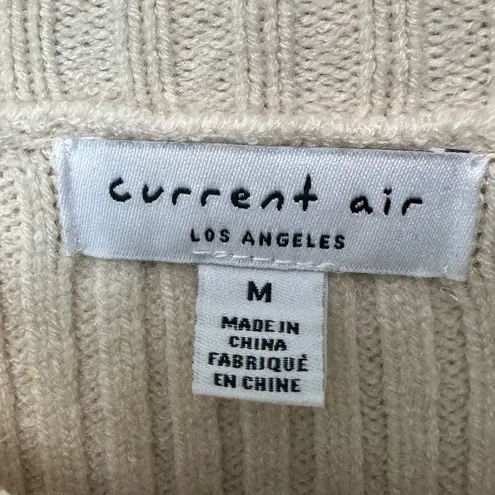 current air
LOS ANGELES
M
MADE IN
CHINA
FABRIQUÉ
EN CHINE